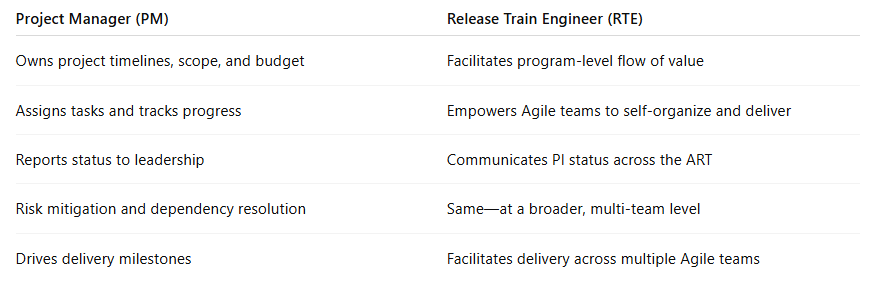 Project Manager (PM) Release Train Engineer (RTE)
Owns project timelines, scope, and budget Facilitates program-level flow of value
Assigns tasks and tracks progress Empowers Agile teams to self-organize and deliver
Reports status to leadership Communicates PI status across the ART
Risk mitigation and dependency resolution Same—at a broader, multi-team level
Drives delivery milestones Facilitates delivery across multiple Agile teams